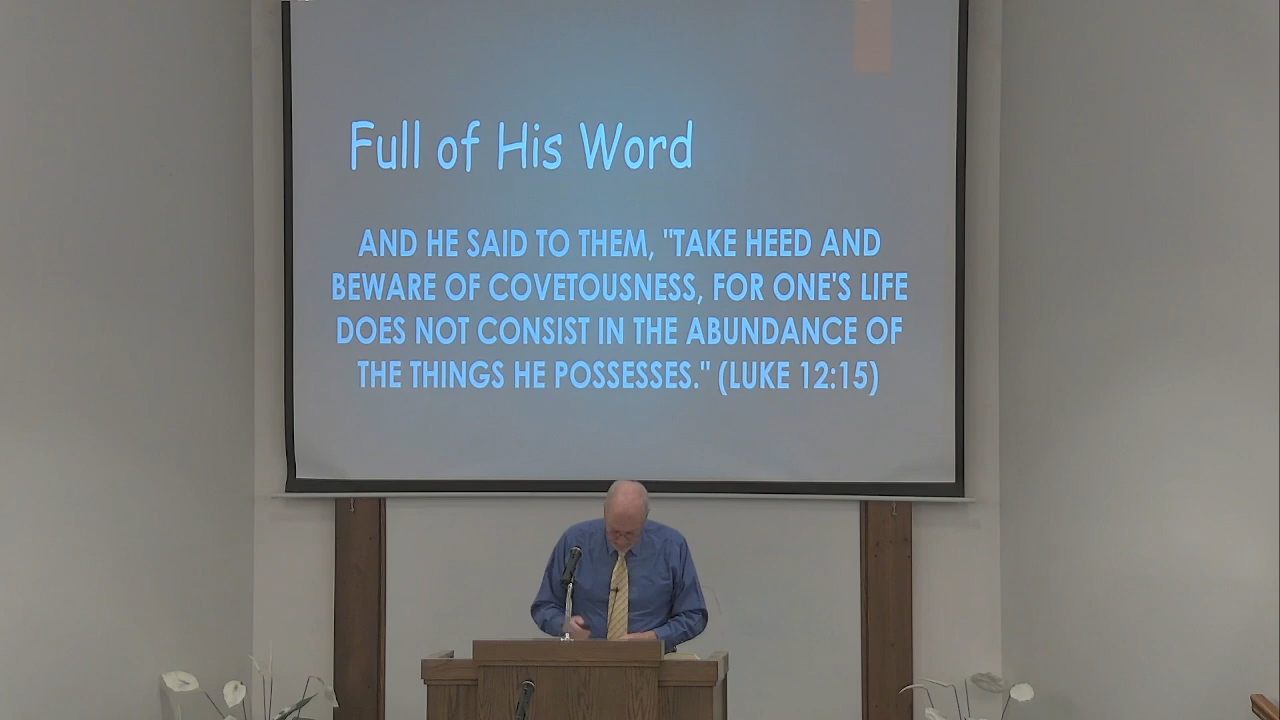 Full of His Word
AND HE SAID TO THEM, "TAKE HEED AND
BEWARE OF COVETOUSNESS, FOR ONE'S LIFE
DOES NOT CONSIST IN THE ABUNDANCE OF
THE THINGS HE POSSESSES." (LUKE 12:15)